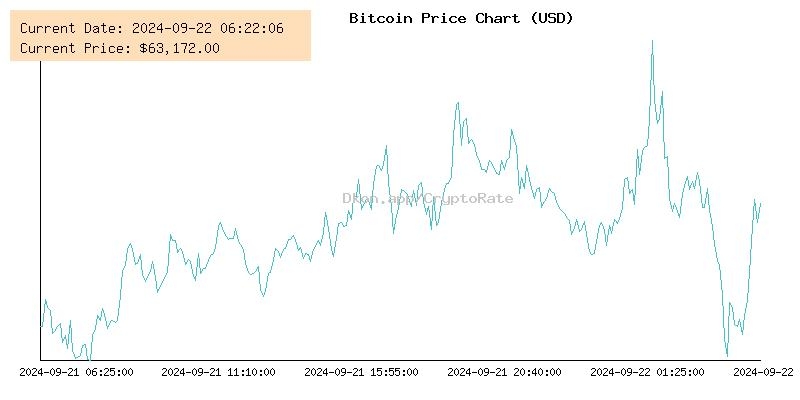 Bitcoin Price Chart (USD)
Current Date: 2024-09-22 06:22:06
Current Price: $63,172.00
Dkon.app/CryptoRate
2024-09-21 06:25:00
2024-09-21 11:10:00
2024-09-21 15:55:00
2024-09-21 20:40:00
2024-09-22 01:25:00
2024-09-22